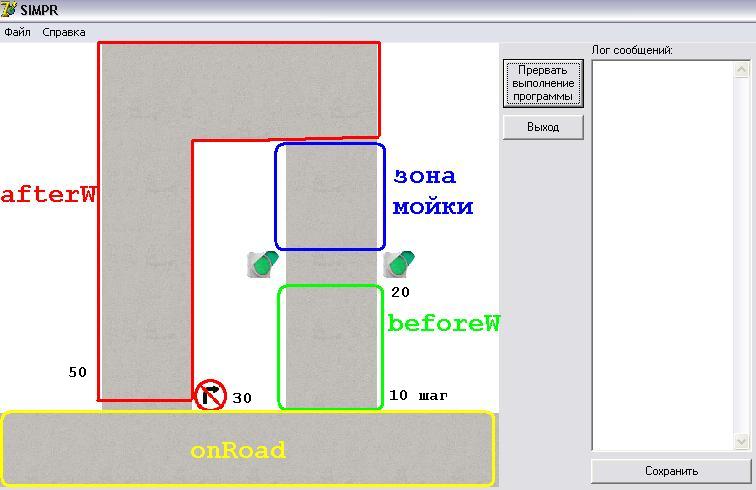 SIMPR
Файл Справка
Лог сообщений:
Прервать
выполнение
программы
Выход
afterW
зона
мойки
20
beforeW
50
30
10 шаг
onRoad
Сохранить